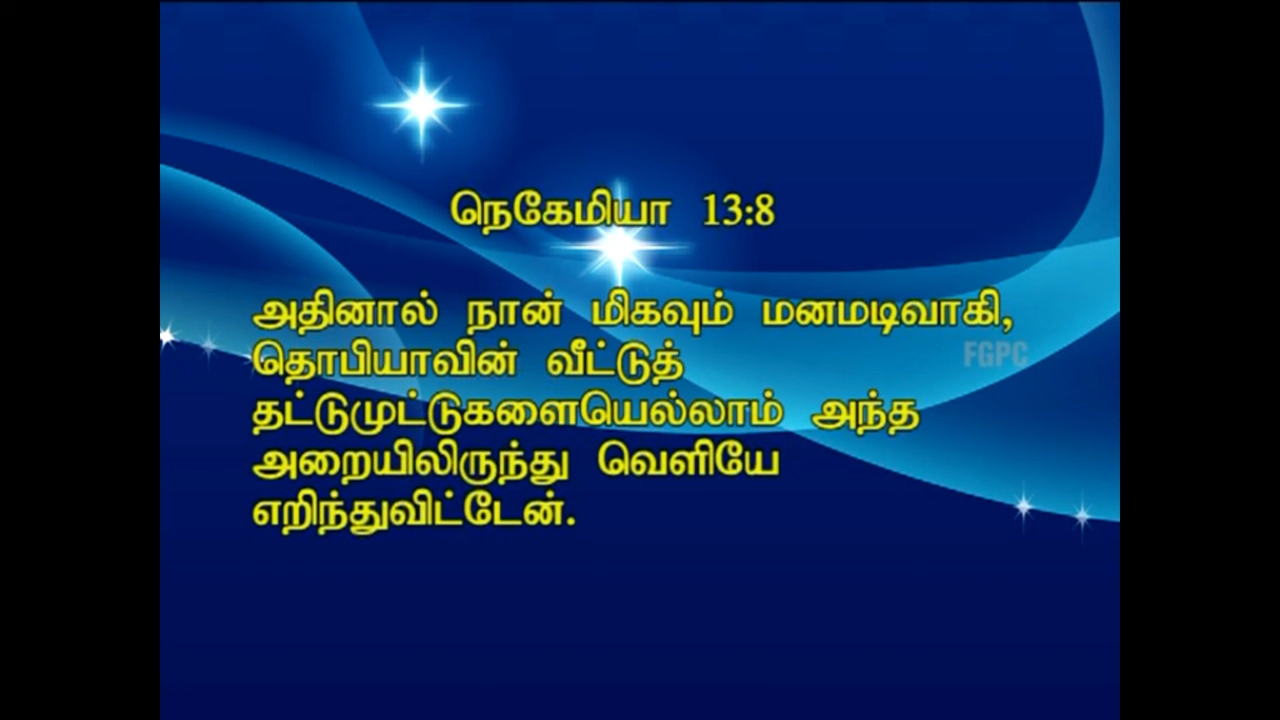 நெகேமியா 13:8
அதினால் நான் மிகவும் மனமடிவாகி,
தொபியாவின் வீட்டுத்
FGPC
தட்டுமுட்டுகளையெல்லாம் அந்த
அறையிலிருந்து வெளியே
எறிந்துவிட்டேன்.